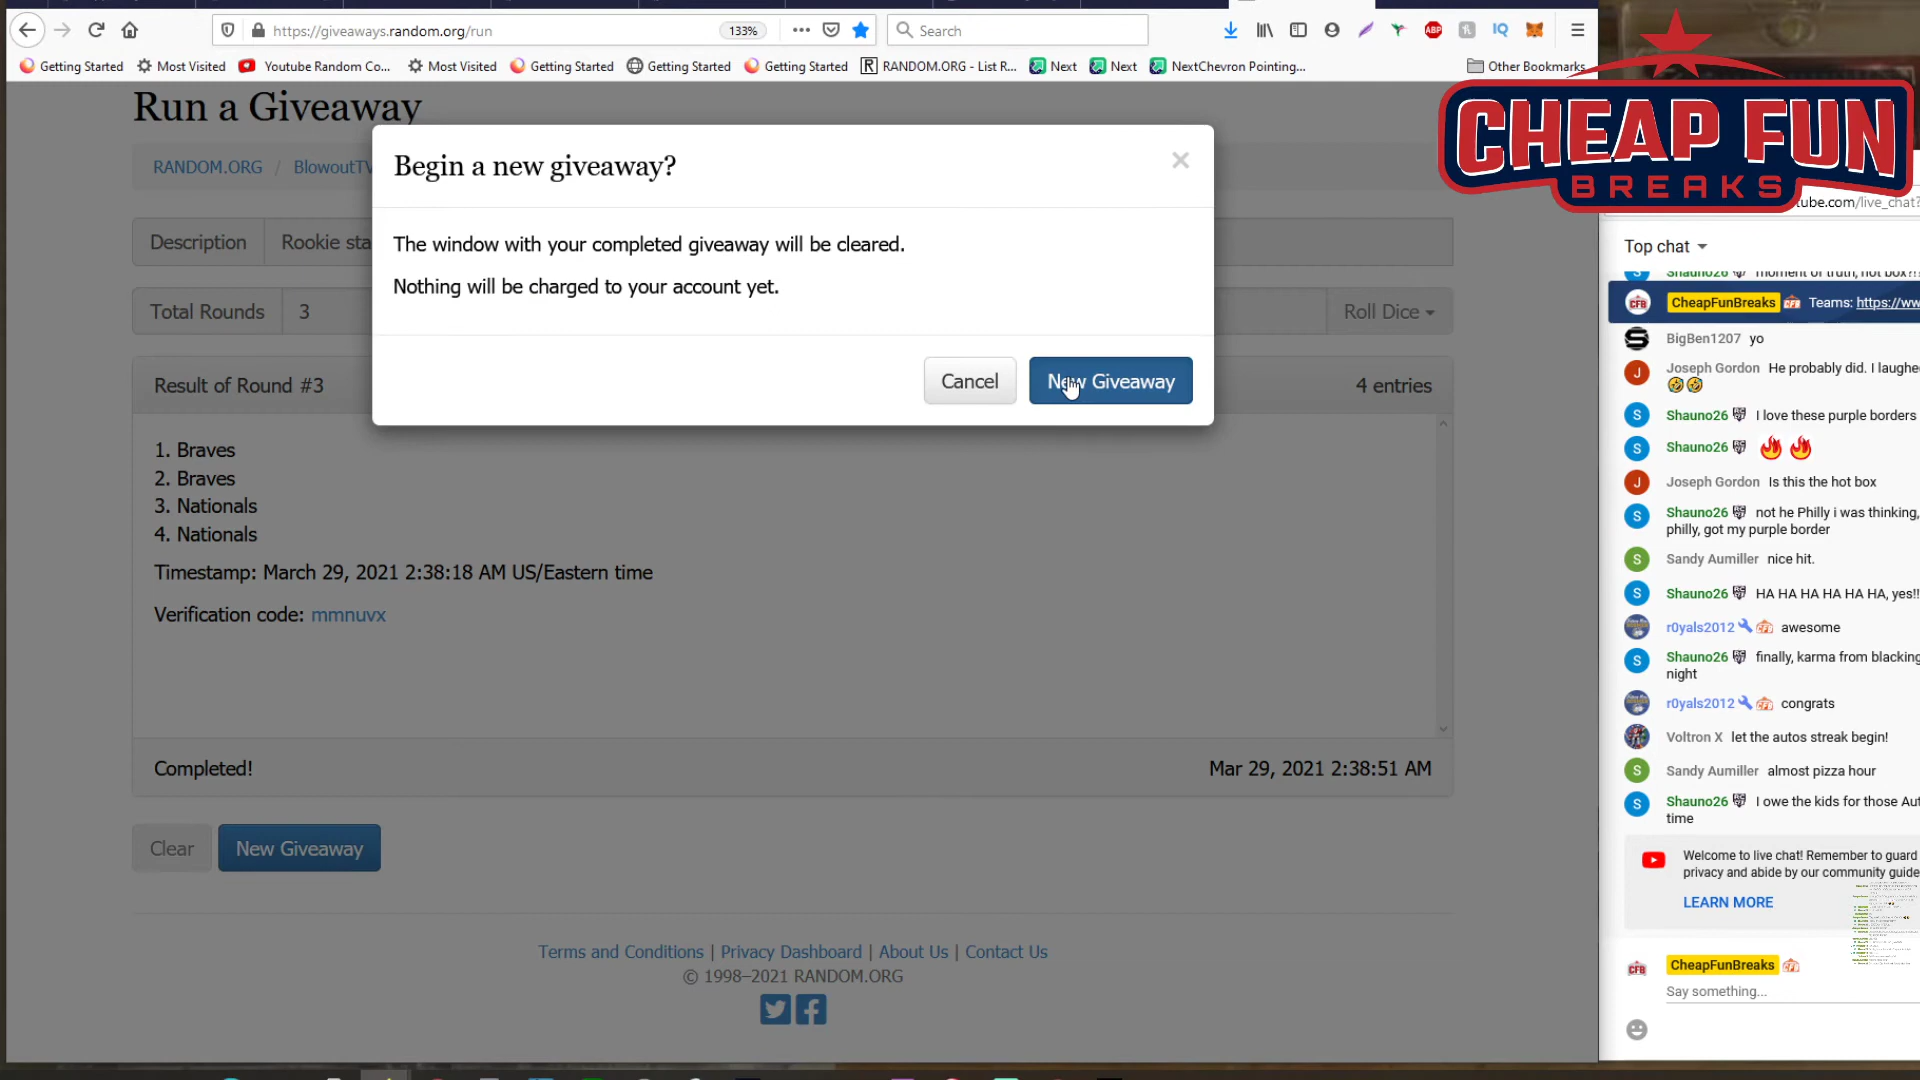 https://giveaways.random.org/run
133%
Search
ABP
IQ
Getting Started
Most Visited
Youtube Random Co...
Most Visited
Getting Started
Getting Started
Getting Started
RANDOM.ORG - List R...
Next
Next
NextChevron Pointing...
Other Bookmarks
CHEAP FUN
BREAKS
Run a Giveaway
RANDOM.ORG / BlowoutTV
Begin a new giveaway?
×
The window with your completed giveaway will be cleared.
Nothing will be charged to your account yet.
Cancel
New Giveaway
Description
Rookie sta
Total Rounds
3
Roll Dice
Result of Round #3
4 entries
1. Braves
2. Braves
3. Nationals
4. Nationals
Timestamp: March 29, 2021 2:38:18 AM US/Eastern time
Verification code: mmnuvx
Completed!
Mar 29, 2021 2:38:51 AM
Clear
New Giveaway
Terms and Conditions | Privacy Dashboard | About Us | Contact Us
© 1998–2021 RANDOM.ORG
tube.com/live_chat?
Top chat
Shauno26 moment of truth, hot box?!
CFB CheapFunBreaks Teams: https://ww
BigBen1207 yo
Joseph Gordon He probably did. I laughe
Shauno26 I love these purple borders
Shauno26
Joseph Gordon Is this the hot box
Shauno26 not he Philly i was thinking,
philly, got my purple border
Sandy Aumiller nice hit.
Shauno26 HA HA HA HA HA HA, yes!!
r0yals2012 awesome
Shauno26 finally, karma from blacking
night
r0yals2012 congrats
Voltron X let the autos streak begin!
Sandy Aumiller almost pizza hour
Shauno26 I owe the kids for those Aut
time
Welcome to live chat! Remember to guard
privacy and abide by our community guide
LEARN MORE
CFB CheapFunBreaks
Say something...